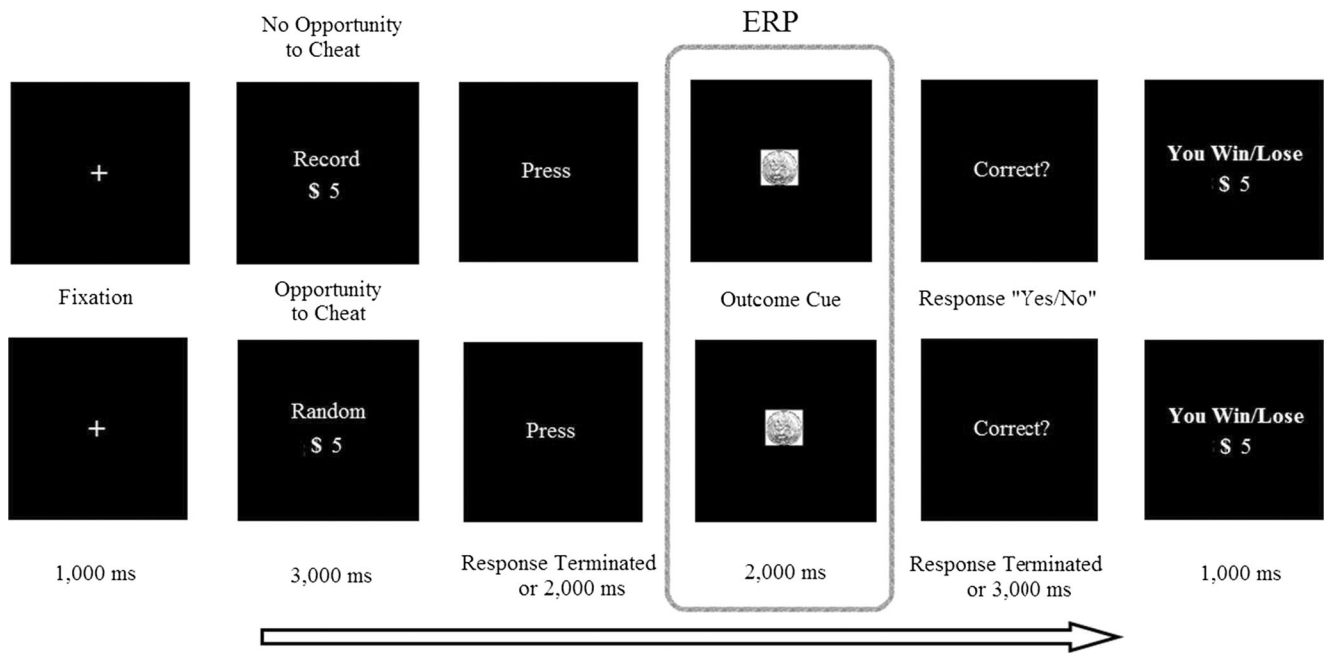 No Opportunity
to Cheat
ERP
+
Record
$ 5
Press
Correct?
You Win/Lose
$ 5
Fixation
Opportunity
to Cheat
Outcome Cue
Response "Yes/No"
+
Random
$ 5
Press
Correct?
You Win/Lose
$ 5
1,000 ms
3,000 ms
Response Terminated
or 2,000 ms
2,000 ms
Response Terminated
or 3,000 ms
1,000 ms